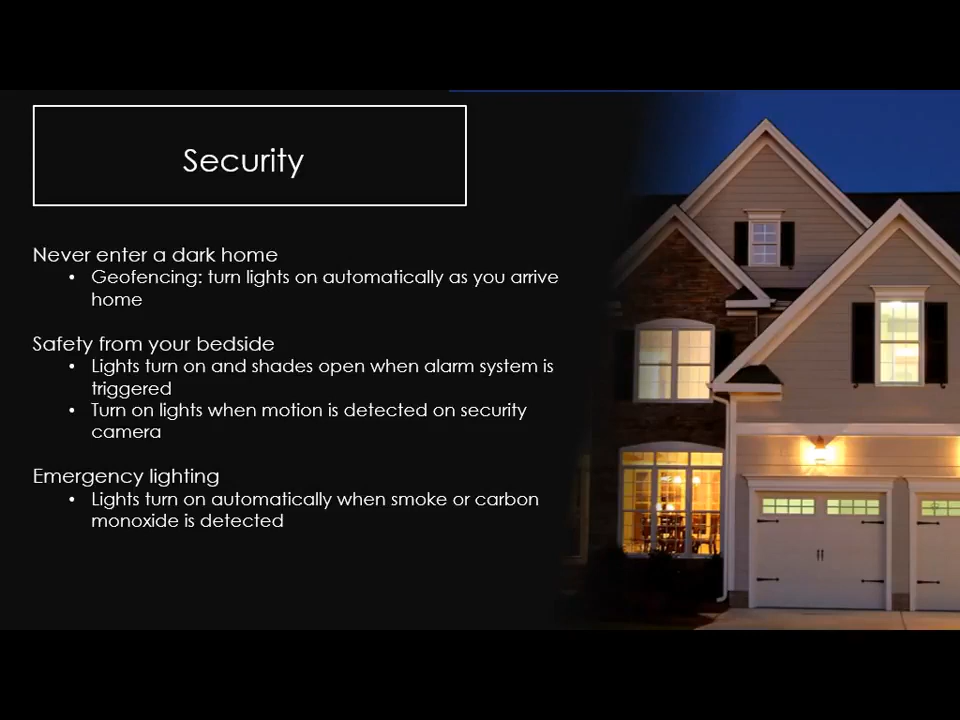 Security
Never enter a dark home
• Geofencing: turn lights on automatically as you arrive
home
Safety from your bedside
• Lights turn on and shades open when alarm system is
triggered
• Turn on lights when motion is detected on security
camera
Emergency lighting
• Lights turn on automatically when smoke or carbon
monoxide is detected